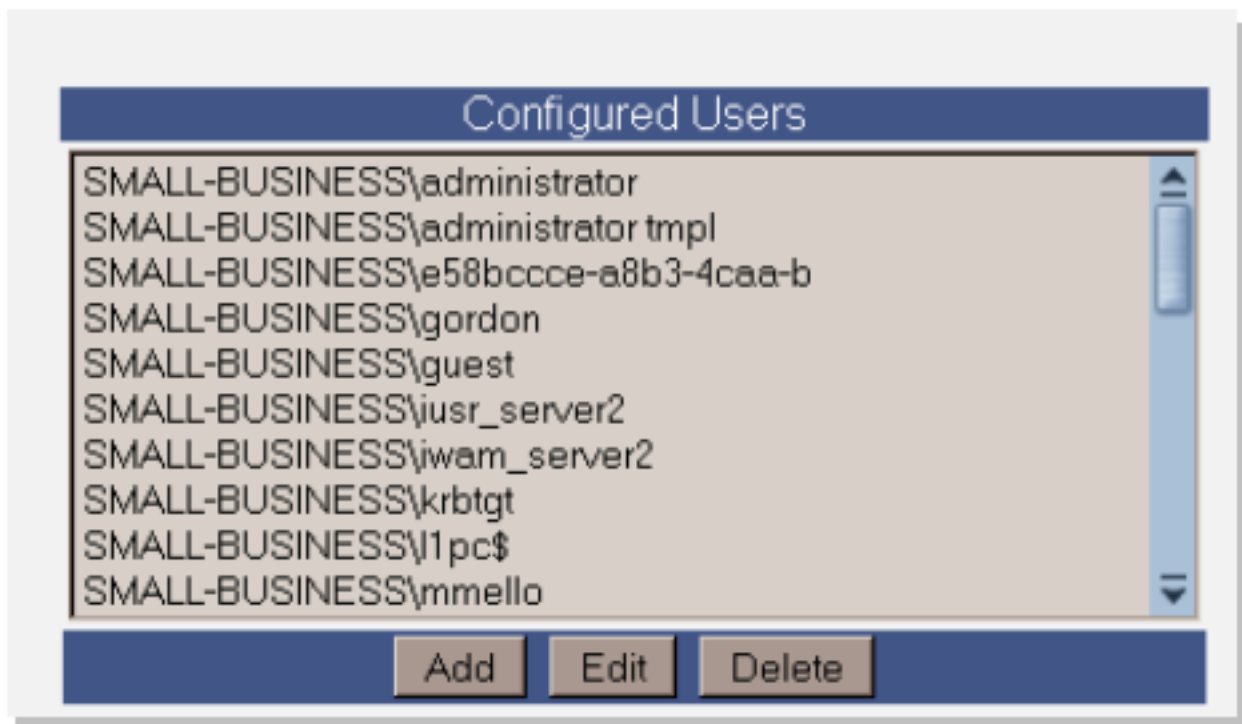 Configured Users
SMALL-BUSINESS\administrator
SMALL-BUSINESS\administrator tmpl
SMALL-BUSINESS\e58bccce-a8b3-4caa-b
SMALL-BUSINESS\gordon
SMALL-BUSINESS\guest
SMALL-BUSINESS\iusr_server2
SMALL-BUSINESS\iwam_server2
SMALL-BUSINESS\krbtgt
SMALL-BUSINESS\l1pc$
SMALL-BUSINESS\mmello
Add Edit Delete